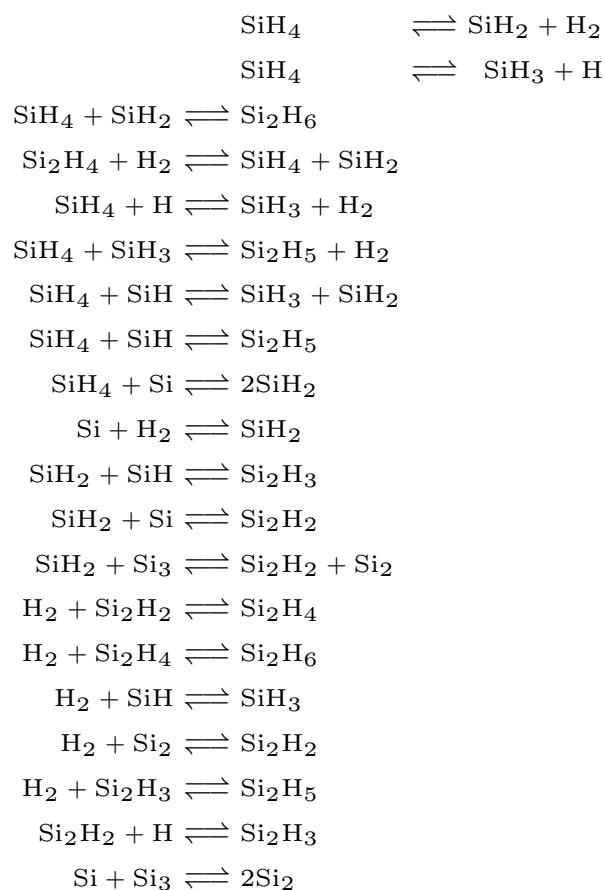 SiH₄ ⇌ SiH₂ + H₂
SiH₄ ⇌ SiH₃ + H
SiH₄ + SiH₂ ⇌ Si₂H₆
Si₂H₄ + H₂ ⇌ SiH₄ + SiH₂
SiH₄ + H ⇌ SiH₃ + H₂
SiH₄ + SiH₃ ⇌ Si₂H₅ + H₂
SiH₄ + SiH ⇌ SiH₃ + SiH₂
SiH₄ + SiH ⇌ Si₂H₅
SiH₄ + Si ⇌ 2SiH₂
Si + H₂ ⇌ SiH₂
SiH₂ + SiH ⇌ Si₂H₃
SiH₂ + Si ⇌ Si₂H₂
SiH₂ + Si₃ ⇌ Si₂H₂ + Si₂
H₂ + Si₂H₂ ⇌ Si₂H₄
H₂ + Si₂H₄ ⇌ Si₂H₆
H₂ + SiH ⇌ SiH₃
H₂ + Si₂ ⇌ Si₂H₂
H₂ + Si₂H₃ ⇌ Si₂H₅
Si₂H₂ + H ⇌ Si₂H₃
Si + Si₃ ⇌ 2Si₂